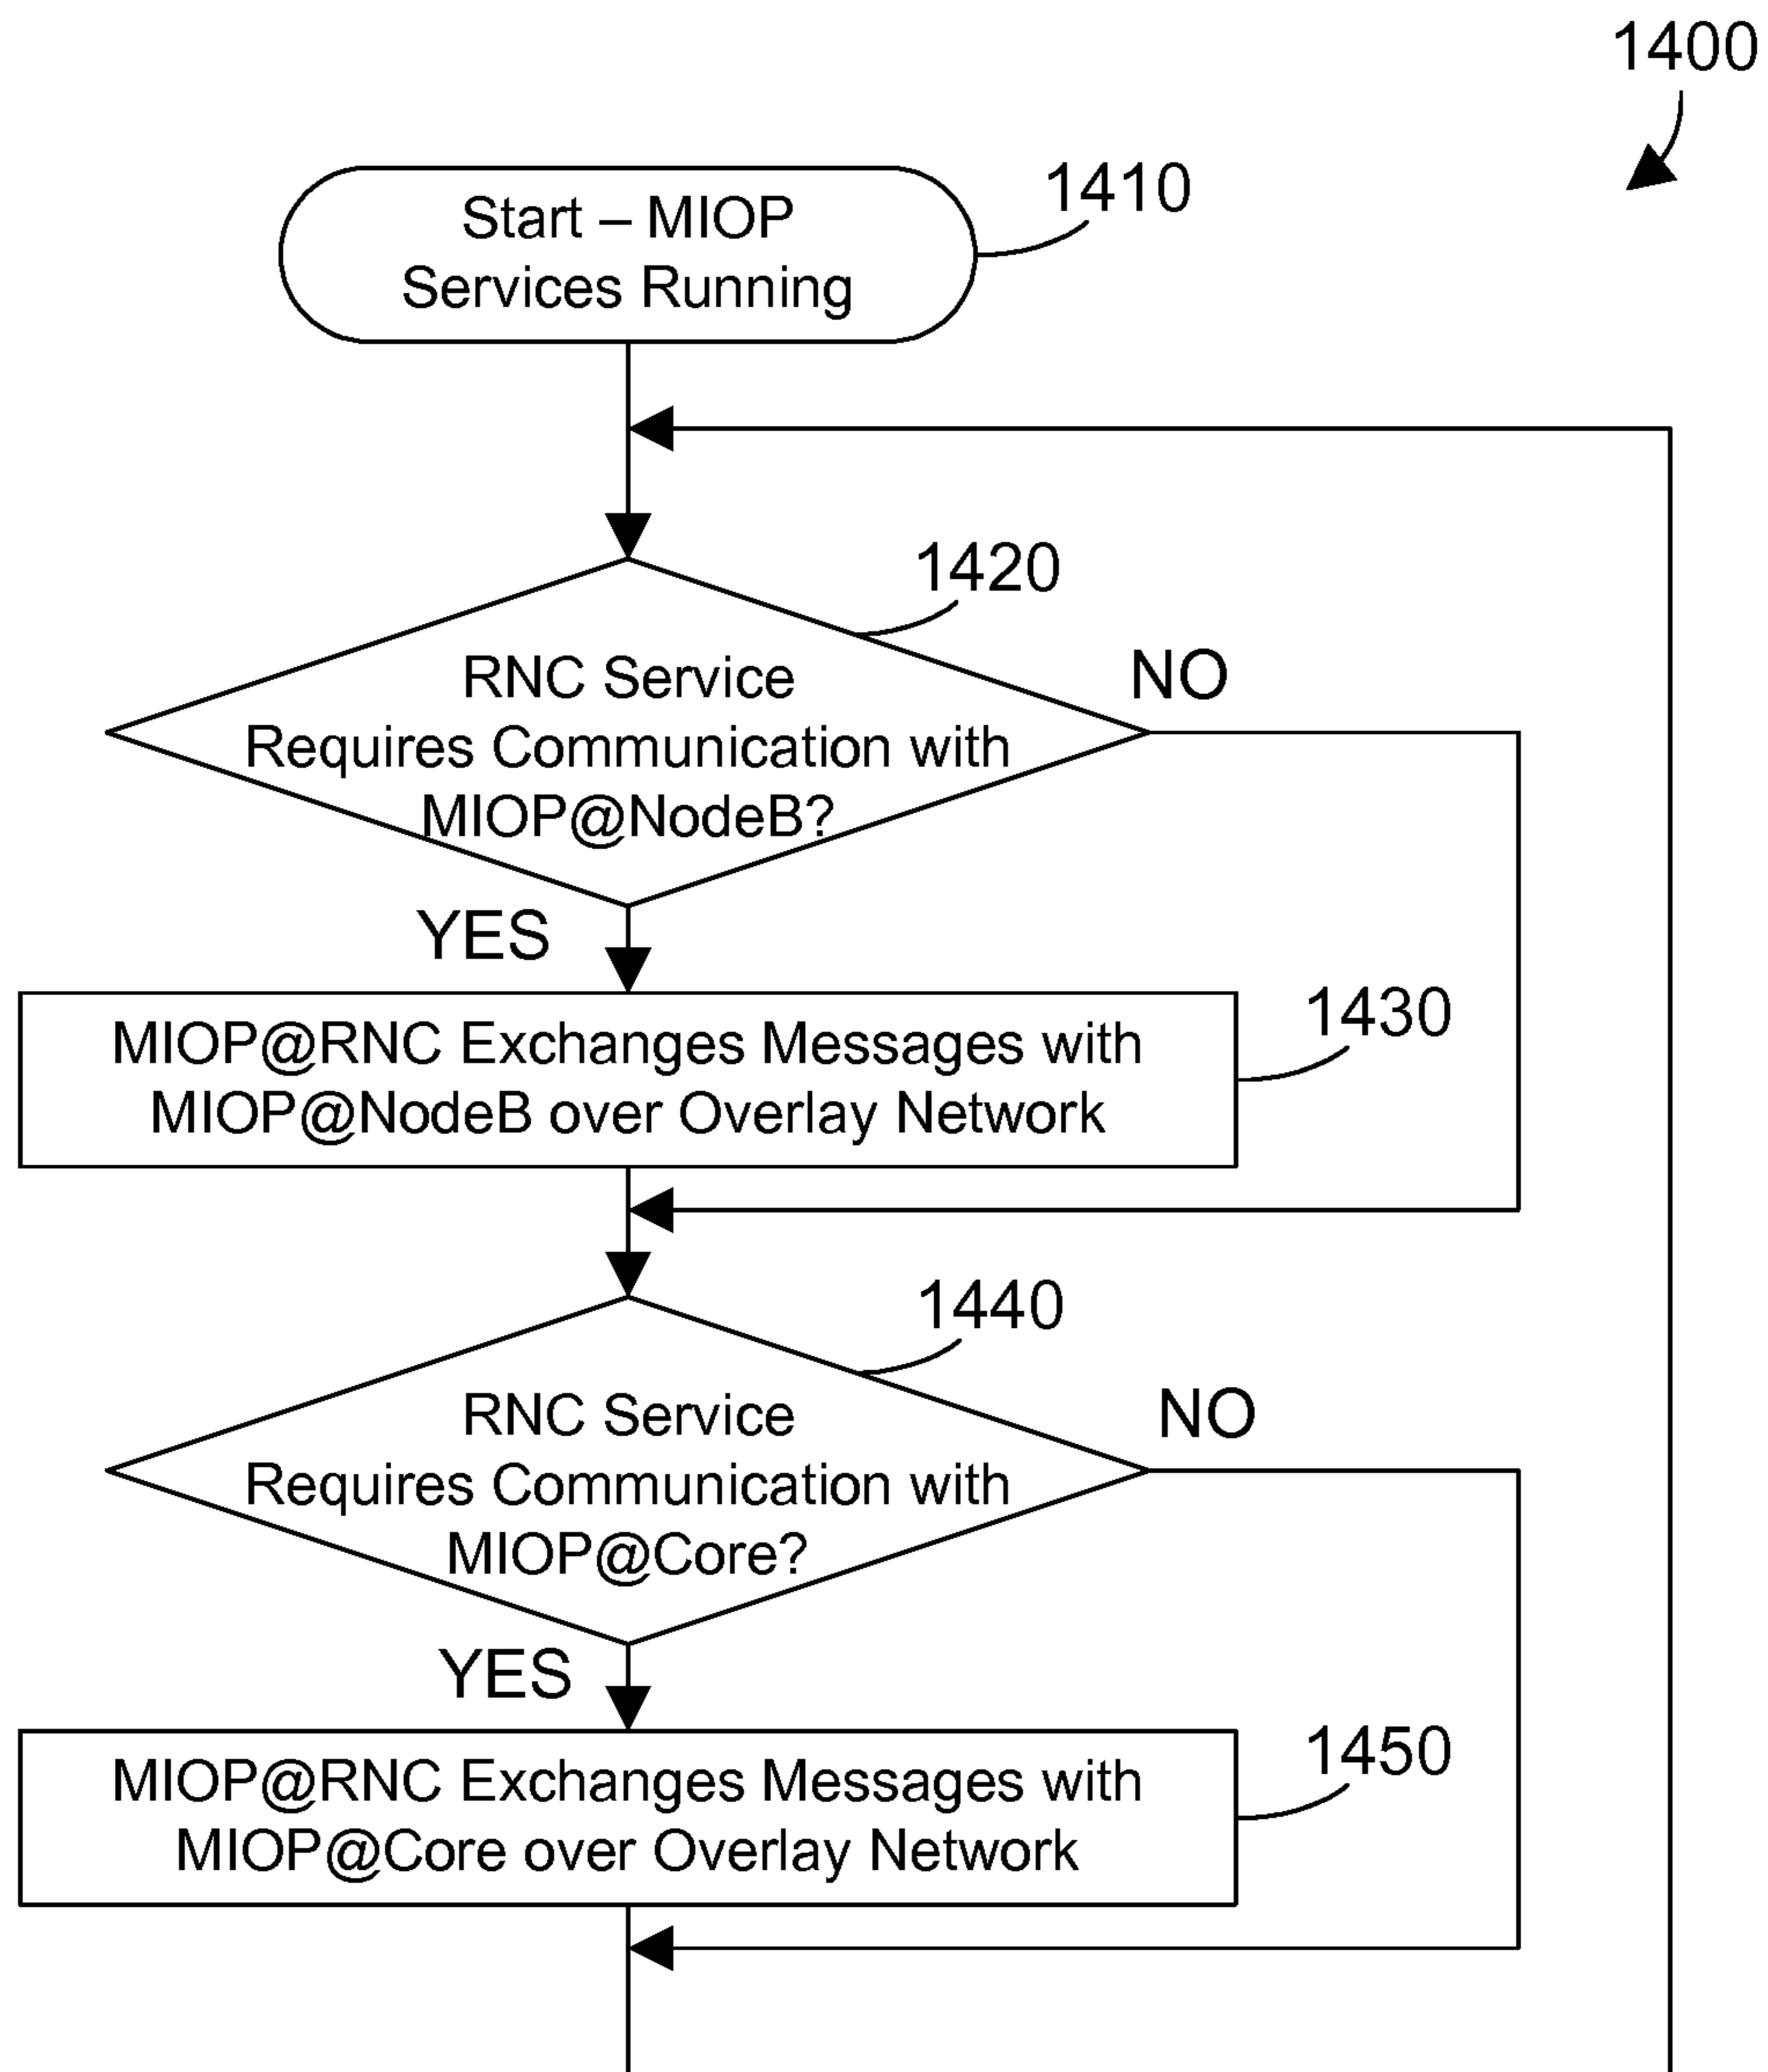 1400
Start – MIOP
Services Running
1410
1420
RNC Service
Requires Communication with
MIOP@NodeB?
NO
YES
MIOP@RNC Exchanges Messages with
MIOP@NodeB over Overlay Network
1430
1440
RNC Service
Requires Communication with
MIOP@Core?
NO
YES
MIOP@RNC Exchanges Messages with
MIOP@Core over Overlay Network
1450